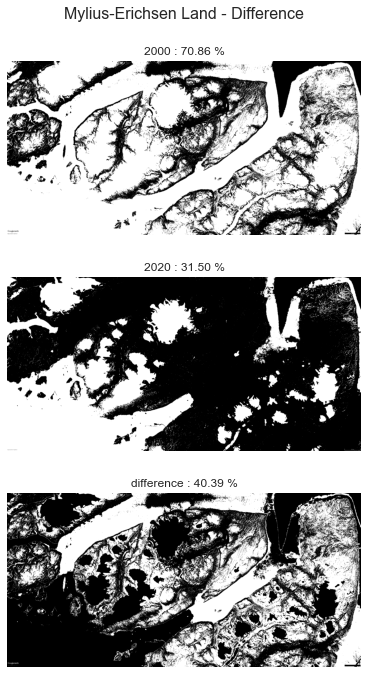 Mylius-Erichsen Land - Difference
2000 : 70.86 %
2020 : 31.50 %
difference : 40.39 %